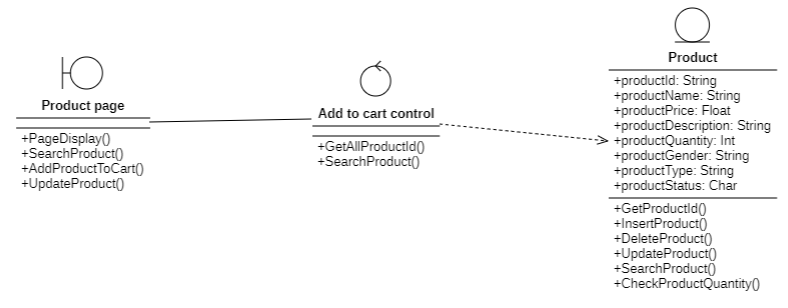 Product page
+PageDisplay()
+SearchProduct()
+AddProductToCart()
+UpdateProduct()
Add to cart control
+GetAllProductId()
+SearchProduct()
Product
+productId: String
+productName: String
+productPrice: Float
+productDescription: String
+productQuantity: Int
+productGender: String
+productType: String
+productStatus: Char
+GetProductId()
+InsertProduct()
+DeleteProduct()
+UpdateProduct()
+SearchProduct()
+CheckProductQuantity()